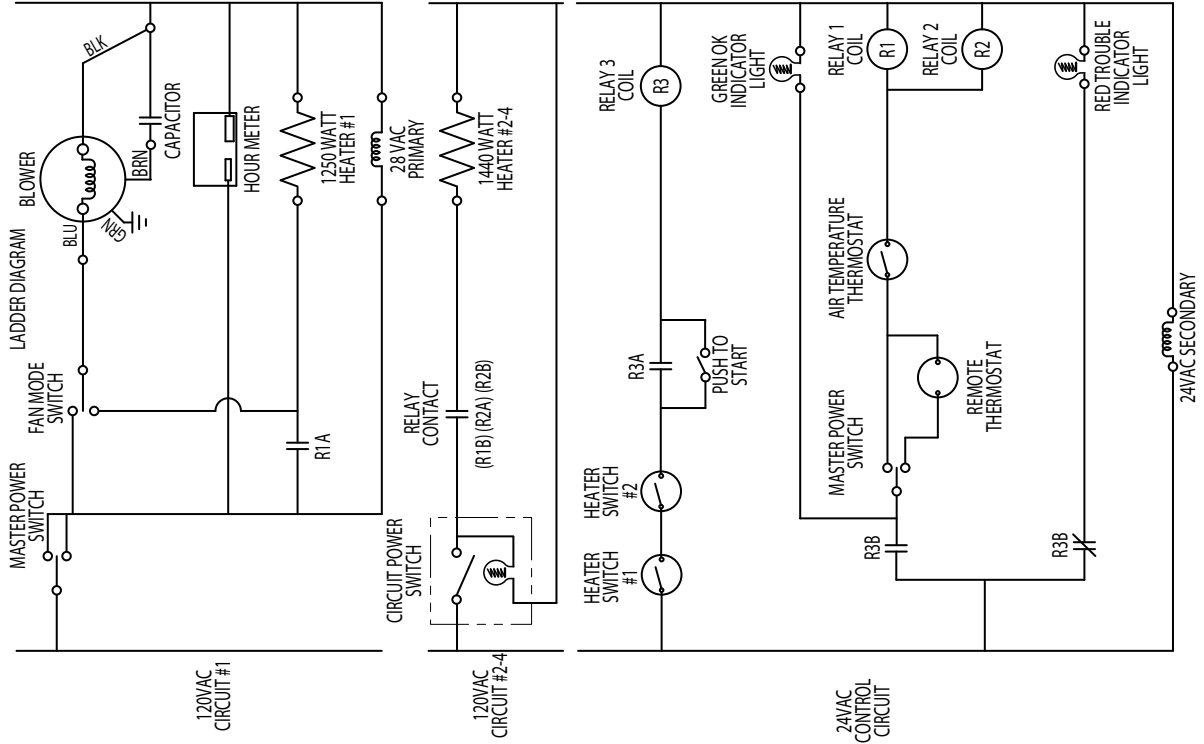 LADDER DIAGRAM
120VAC
CIRCUIT #1
MASTER POWER
SWITCH
FAN MODE
SWITCH
BLOWER
BLU
GRN
BRN
BLK
CAPACITOR
HOUR METER
R1A
1250 WATT
HEATER #1
28 VAC
PRIMARY
120VAC
CIRCUIT #2-4
CIRCUIT POWER
SWITCH
RELAY
CONTACT
(R1B) (R2A) (R2B)
1440 WATT
HEATER #2-4
24VAC
CONTROL
CIRCUIT
HEATER
SWITCH
#1
HEATER
SWITCH
#2
R3A
PUSH TO
START
RELAY 3
COIL
R3
GREEN OK
INDICATOR
LIGHT
R3B
MASTER POWER
SWITCH
REMOTE
THERMOSTAT
AIR TEMPERATURE
THERMOSTAT
RELAY 1
COIL
R1
RELAY 2
COIL
R2
R3B
RED TROUBLE
INDICATOR
LIGHT
24VAC SECONDARY